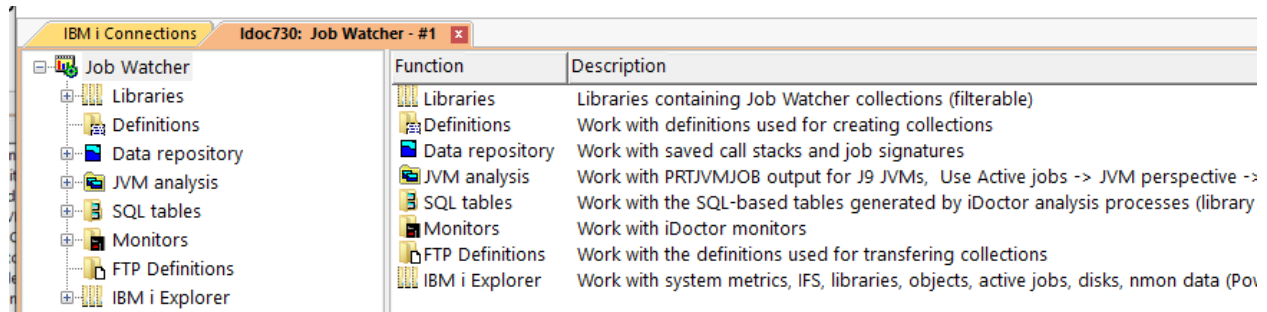 IBM i Connections Idoc730: Job Watcher - #1
Job Watcher
Libraries
Definitions
Data repository
JVM analysis
SQL tables
Monitors
FTP Definitions
IBM i Explorer
Function Description
Libraries Libraries containing Job Watcher collections (filterable)
Definitions Work with definitions used for creating collections
Data repository Work with saved call stacks and job signatures
JVM analysis Work with PRTJVMJOB output for J9 JVMs, Use Active jobs -> JVM perspective ->
SQL tables Work with the SQL-based tables generated by iDoctor analysis processes (library
Monitors Work with iDoctor monitors
FTP Definitions Work with the definitions used for transfering collections
IBM i Explorer Work with system metrics, IFS, libraries, objects, active jobs, disks, nmon data